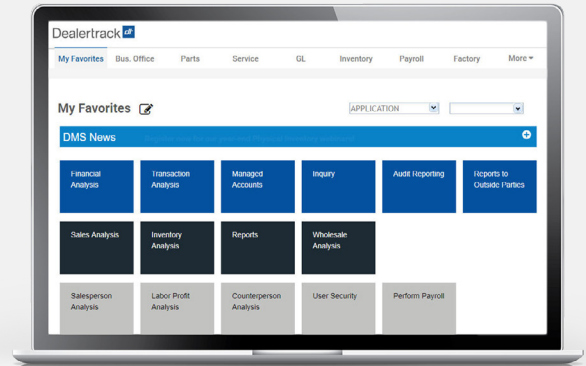 Dealertrack dt
My Favorites Bus. Office Parts Service GL Inventory Payroll Factory More
My Favorites
APPLICATION
DMS News
Financial
Analysis
Transaction
Analysis
Managed
Accounts
Inquiry
Audit Reporting
Reports to
Outside Parties
Sales Analysis
Inventory
Analysis
Reports
Wholesale
Analysis
Salesperson
Analysis
Labor Profit
Analysis
Counterperson
Analysis
User Security
Perform Payroll